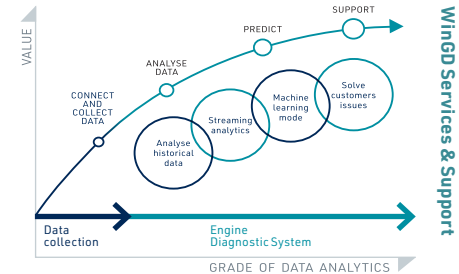 SUPPORT
PREDICT
ANALYSE
DATA
CONNECT
AND
COLLECT
DATA
Solve
customers
issues
Machine
learning
mode
Streaming
analytics
Analyse
historical
data
VALUE
WinGD Services & Support
Data
collection
Engine
Diagnostic System
GRADE OF DATA ANALYTICS